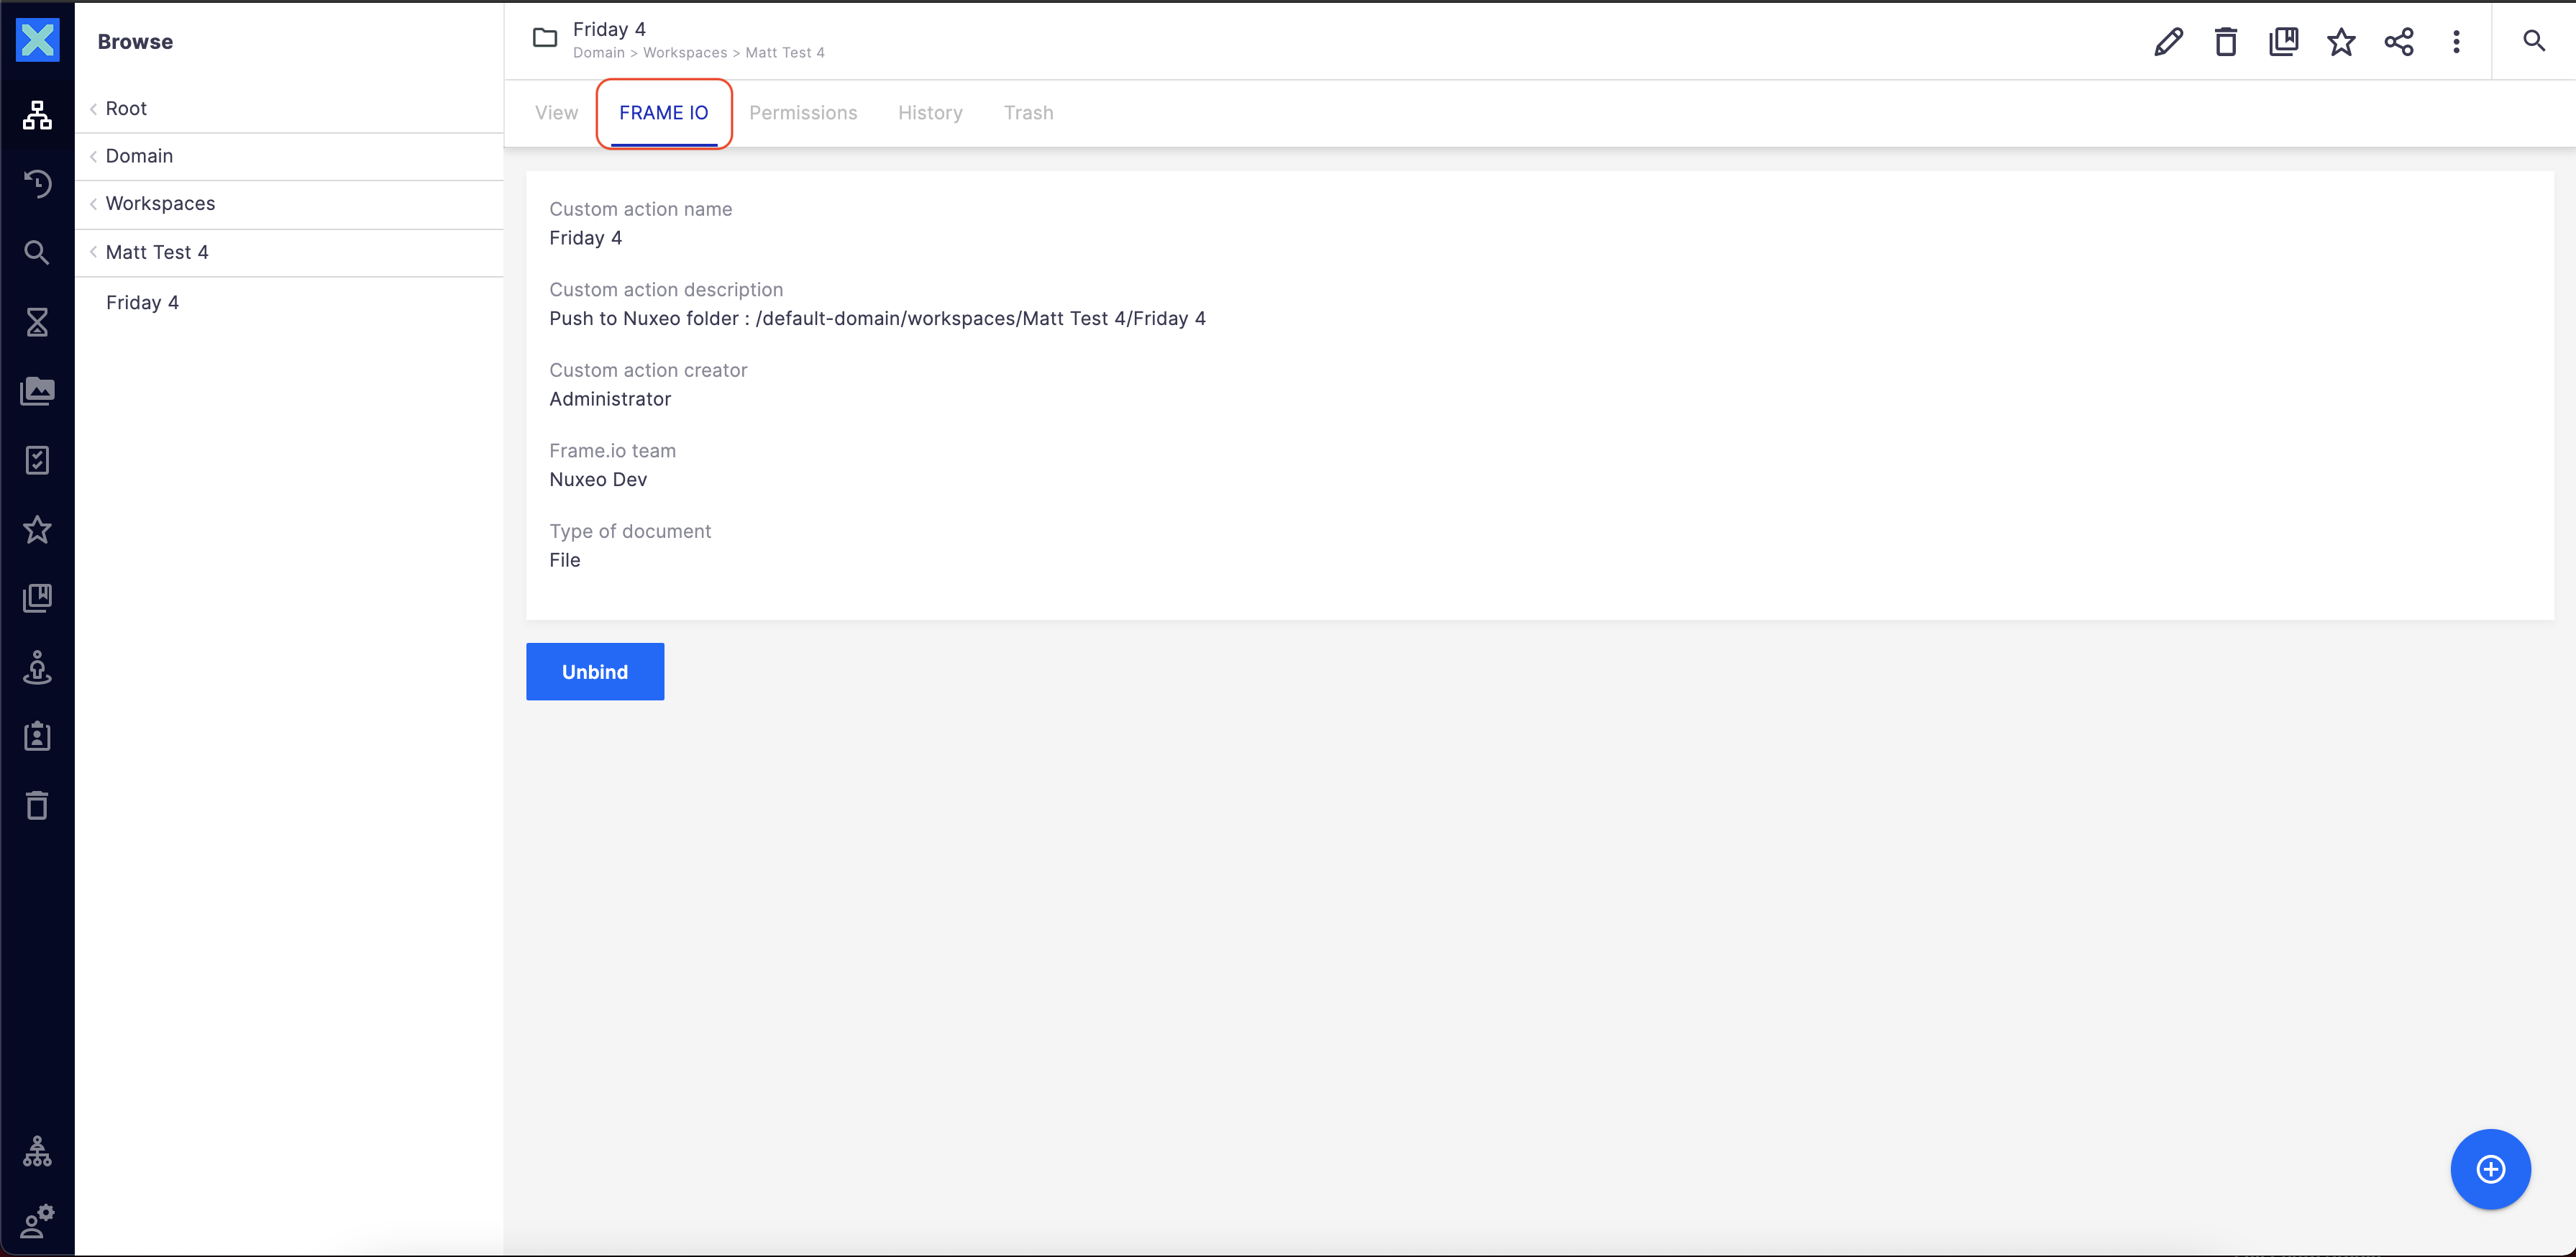 Browse
Root
Domain
Workspaces
Matt Test 4
Friday 4
Friday 4
Domain > Workspaces > Matt Test 4
View
FRAME IO
Permissions
History
Trash
Custom action name
Friday 4
Custom action description
Push to Nuxeo folder : /default-domain/workspaces/Matt Test 4/Friday 4
Custom action creator
Administrator
Frame.io team
Nuxeo Dev
Type of document
File
Unbind